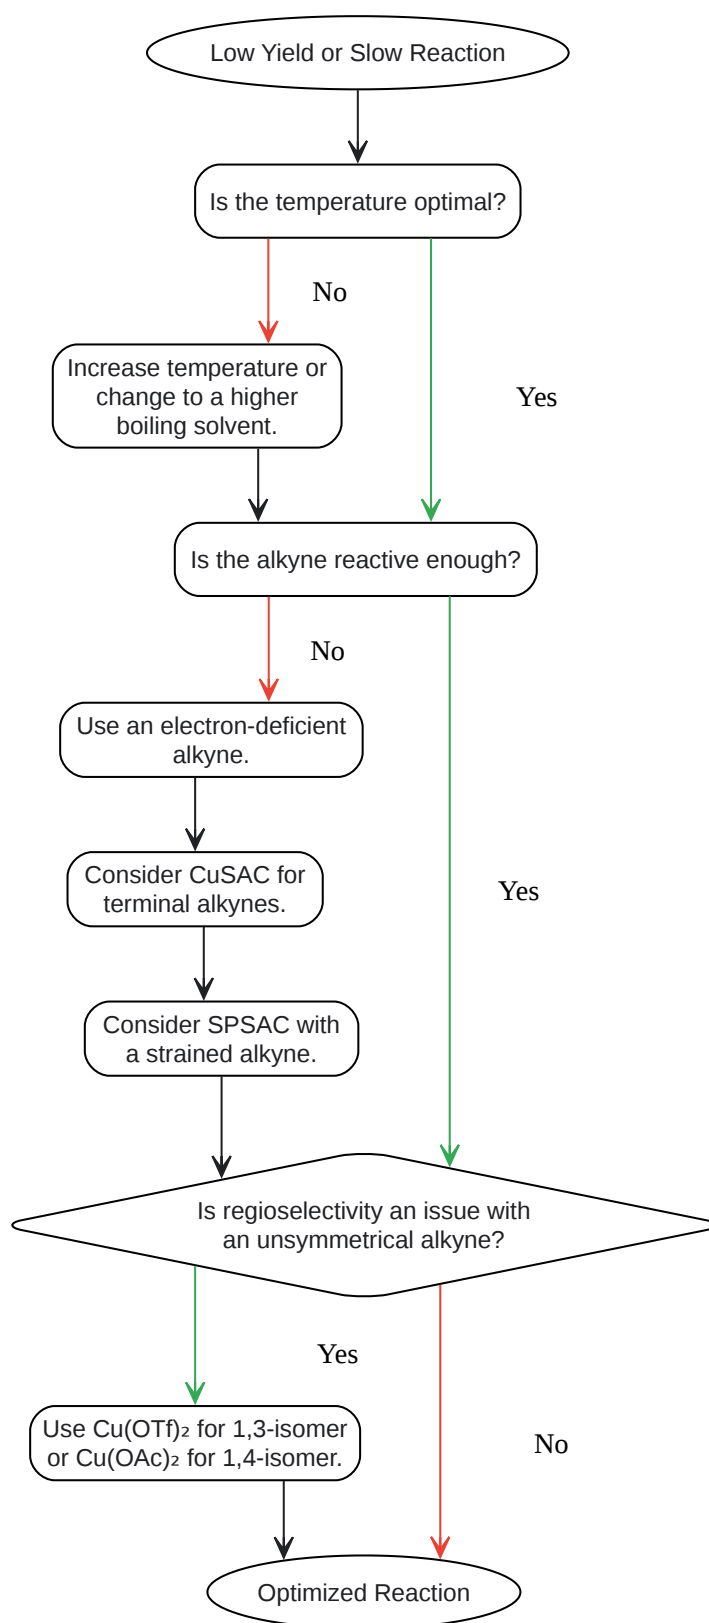 Low Yield or Slow Reaction
Is the temperature optimal?
No
Increase temperature or
change to a higher
boiling solvent.
Yes
Is the alkyne reactive enough?
No
Use an electron-deficient
alkyne.
Consider CuSAC for
terminal alkynes.
Yes
Consider SPSAC with
a strained alkyne.
Is regioselectivity an issue with
an unsymmetrical alkyne?
Yes
Use Cu(OTf)₂ for 1,3-isomer
or Cu(OAc)₂ for 1,4-isomer.
No
Optimized Reaction